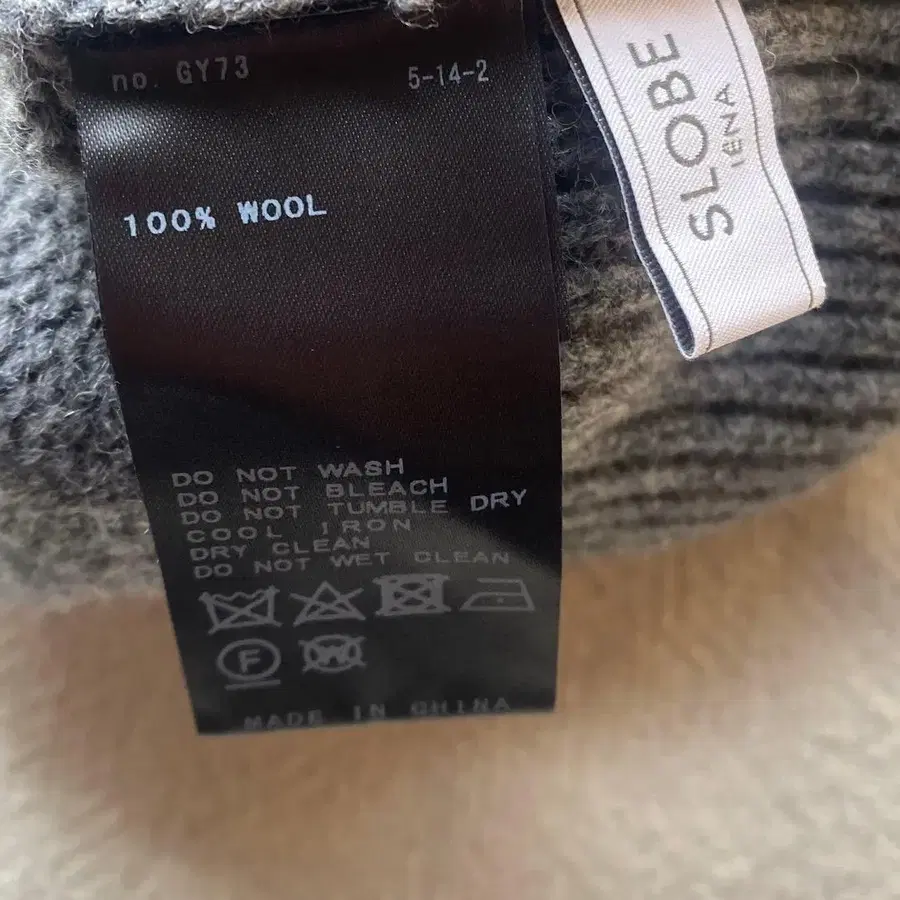 no. GY73 5-14-2
100% WOOL
DO NOT WASH
DO NOT BLEACH
DO NOT TUMBLE DRY
COOL IRON
DRY CLEAN
DO NOT WET CLEAN
F W
MADE IN CHINA
SLOBE
IENA